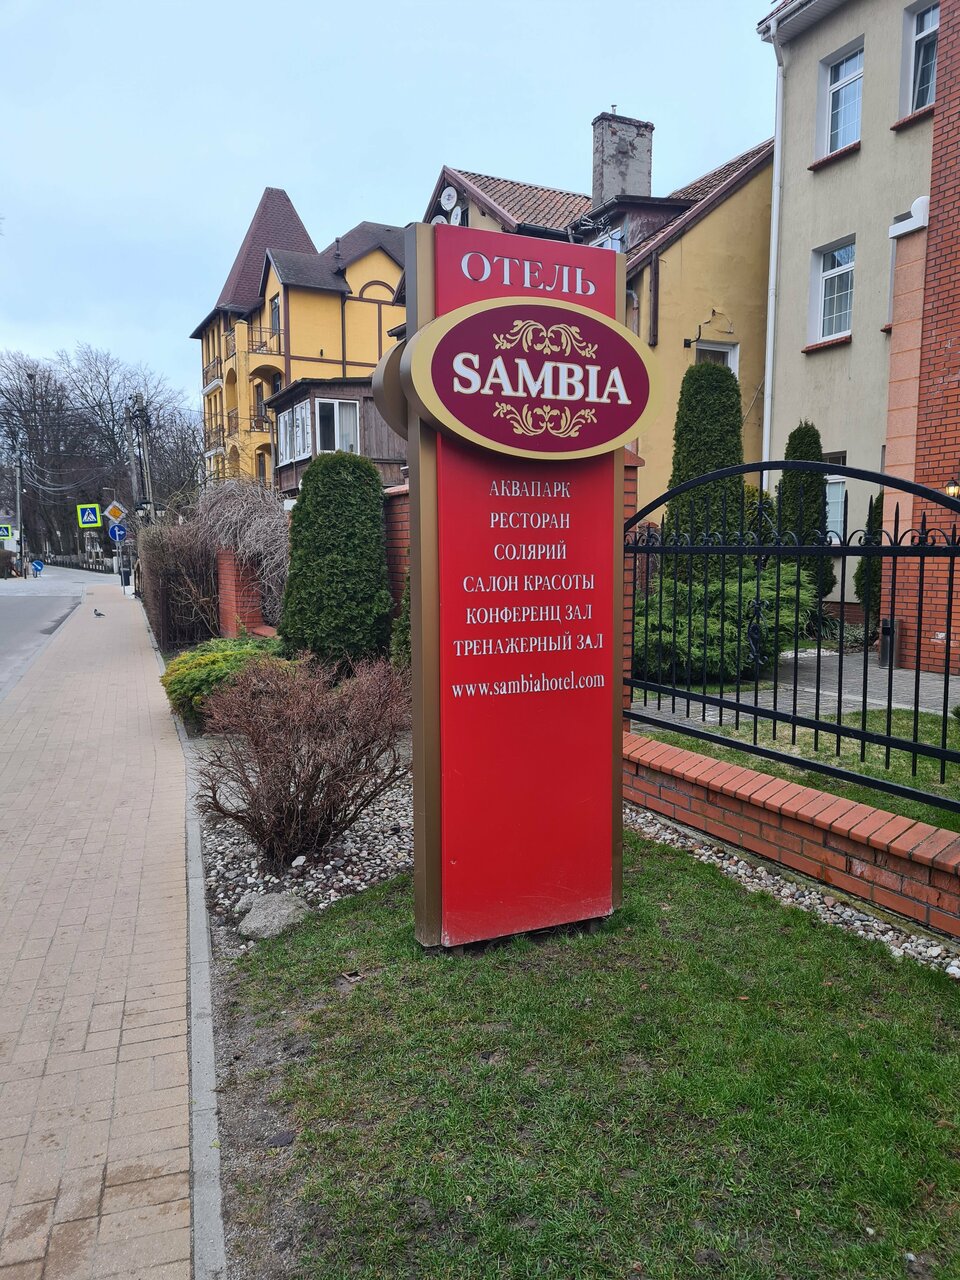 ОТЕЛЬ
SAMBIA
АКВАПАРК
РЕСТОРАН
СОЛЯРИЙ
САЛОН КРАСОТЫ
КОНФЕРЕНЦ ЗАЛ
ТРЕНАЖЕРНЫЙ ЗАЛ
www.sambiahotel.com